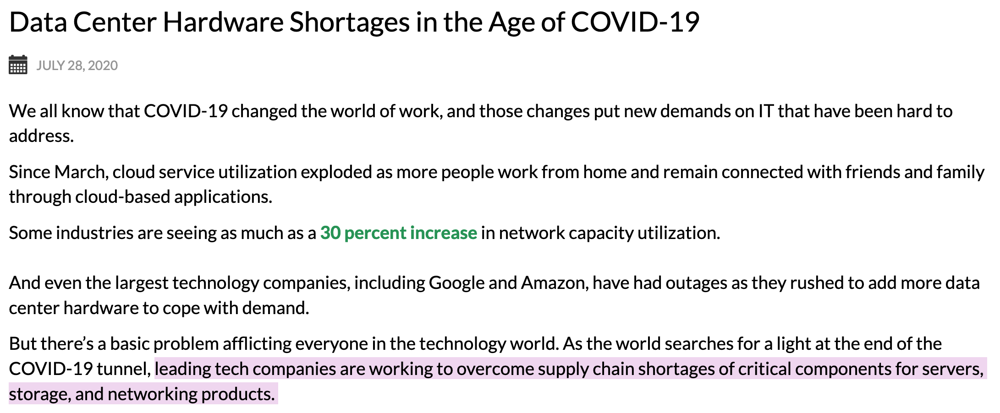 Data Center Hardware Shortages in the Age of COVID-19
JULY 28, 2020
We all know that COVID-19 changed the world of work, and those changes put new demands on IT that have been hard to
address.
Since March, cloud service utilization exploded as more people work from home and remain connected with friends and family
through cloud-based applications.
Some industries are seeing as much as a 30 percent increase in network capacity utilization.
And even the largest technology companies, including Google and Amazon, have had outages as they rushed to add more data
center hardware to cope with demand.
But there’s a basic problem afflicting everyone in the technology world. As the world searches for a light at the end of the
COVID-19 tunnel, leading tech companies are working to overcome supply chain shortages of critical components for servers,
storage, and networking products.